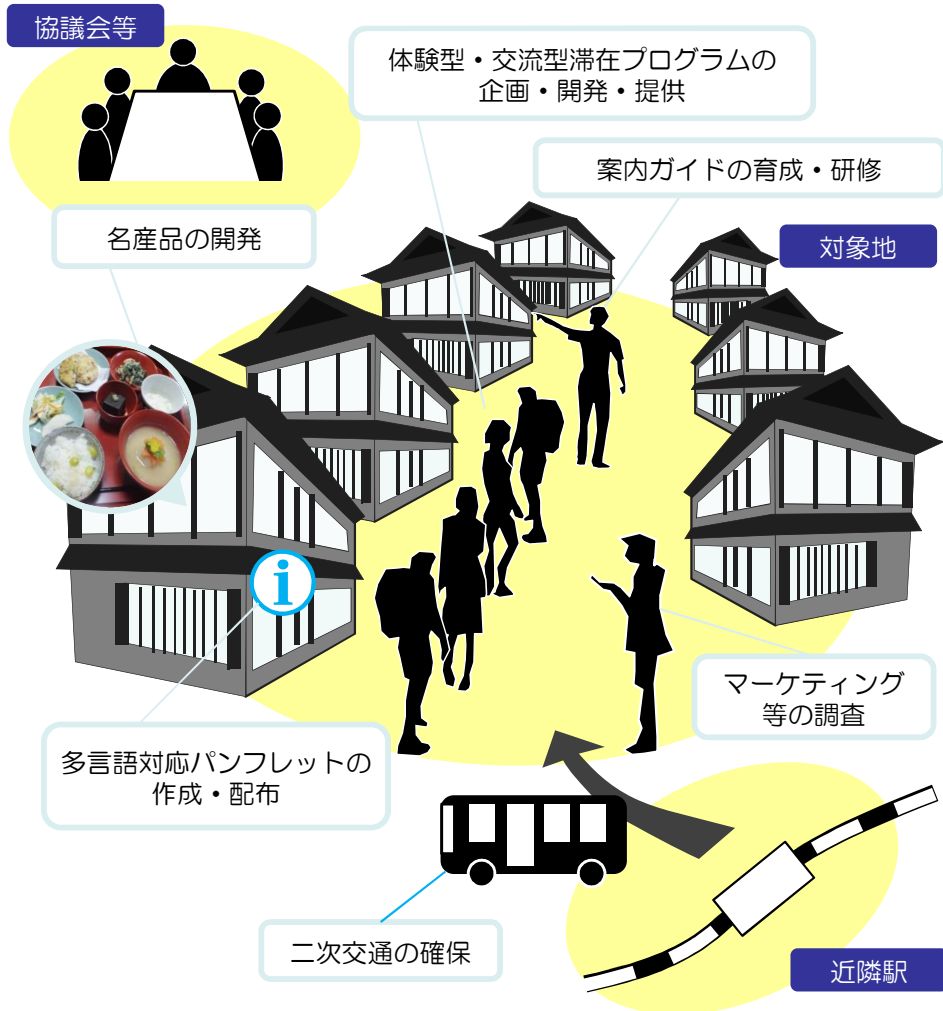 協議会等
体験型・交流型滞在プログラムの
企画・開発・提供
案内ガイドの育成・研修
名産品の開発
対象地
i
マーケティング
等の調査
多言語対応パンフレットの
作成・配布
二次交通の確保
近隣駅